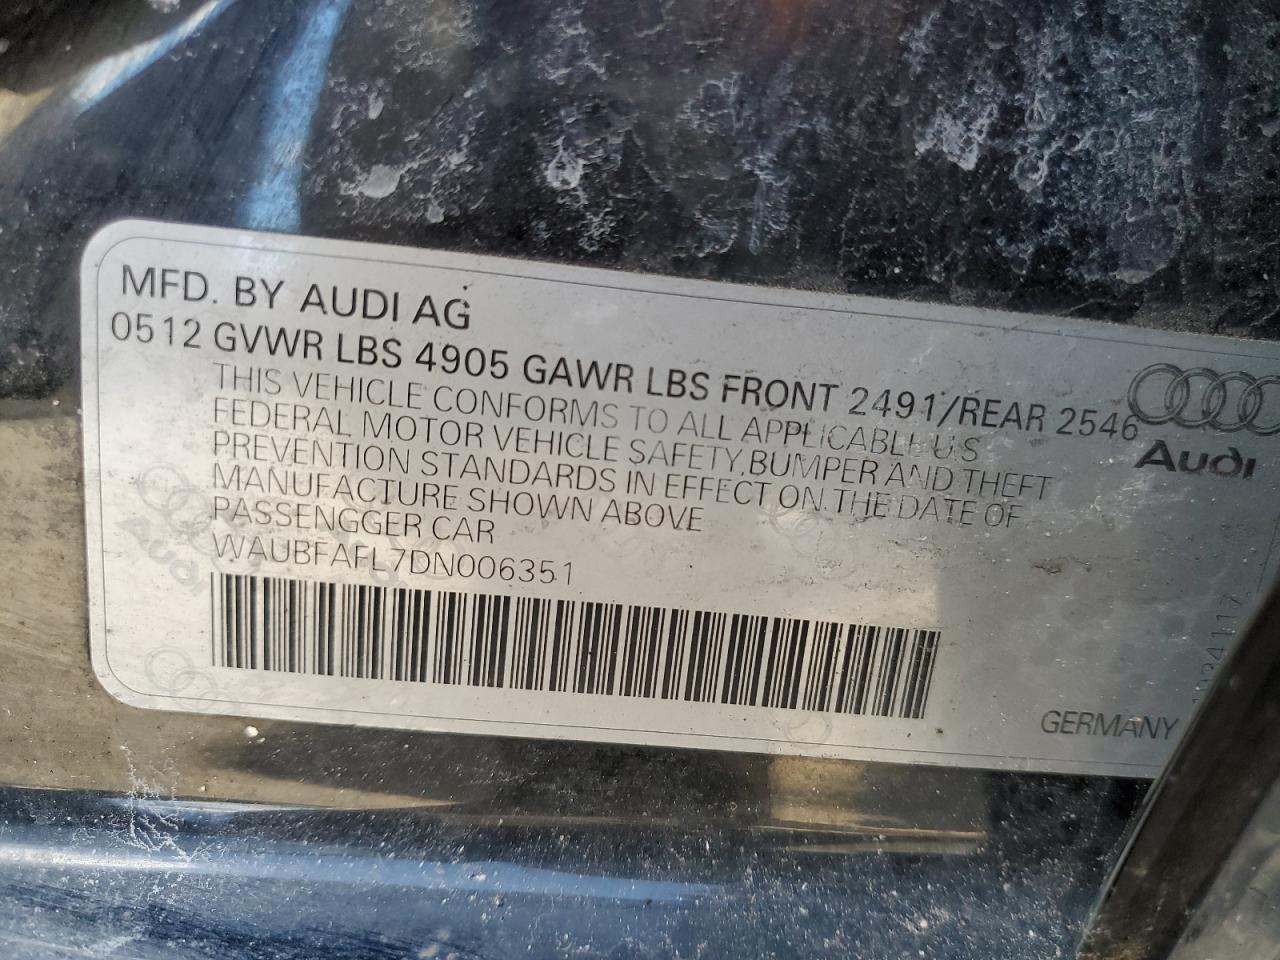 MFD. BY AUDI AG
0512 GVWR LBS 4905 GAWR LBS FRONT 2491/REAR 2546
THIS VEHICLE CONFORMS TO ALL APPLICABLE U.S
FEDERAL MOTOR VEHICLE SAFETY,BUMPER AND THEFT
PREVENTION STANDARDS IN EFFECT ON THE DATE OF
MANUFACTURE SHOWN ABOVE
PASSENGGER CAR
WAUBFAFL7DN006351
Audi
GERMANY